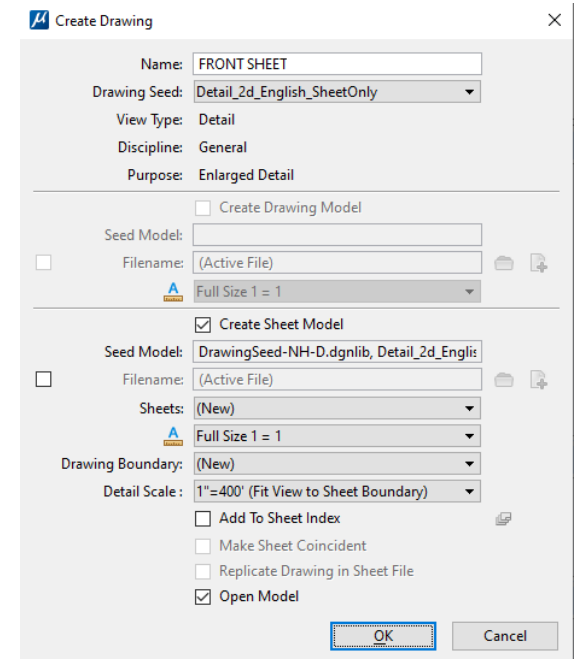 Create Drawing
Name: FRONT SHEET
Drawing Seed: Detail_2d_English_SheetOnly
View Type: Detail
Discipline: General
Purpose: Enlarged Detail
Create Drawing Model
Seed Model:
Filename: (Active File)
A Full Size 1 = 1
Create Sheet Model
Seed Model: DrawingSeed-NH-D.dgnlib, Detail_2d_Englis
Filename: (Active File)
Sheets: (New)
A Full Size 1 = 1
Drawing Boundary: (New)
Detail Scale : 1"=400' (Fit View to Sheet Boundary)
Add To Sheet Index
Make Sheet Coincident
Replicate Drawing in Sheet File
Open Model
OK Cancel